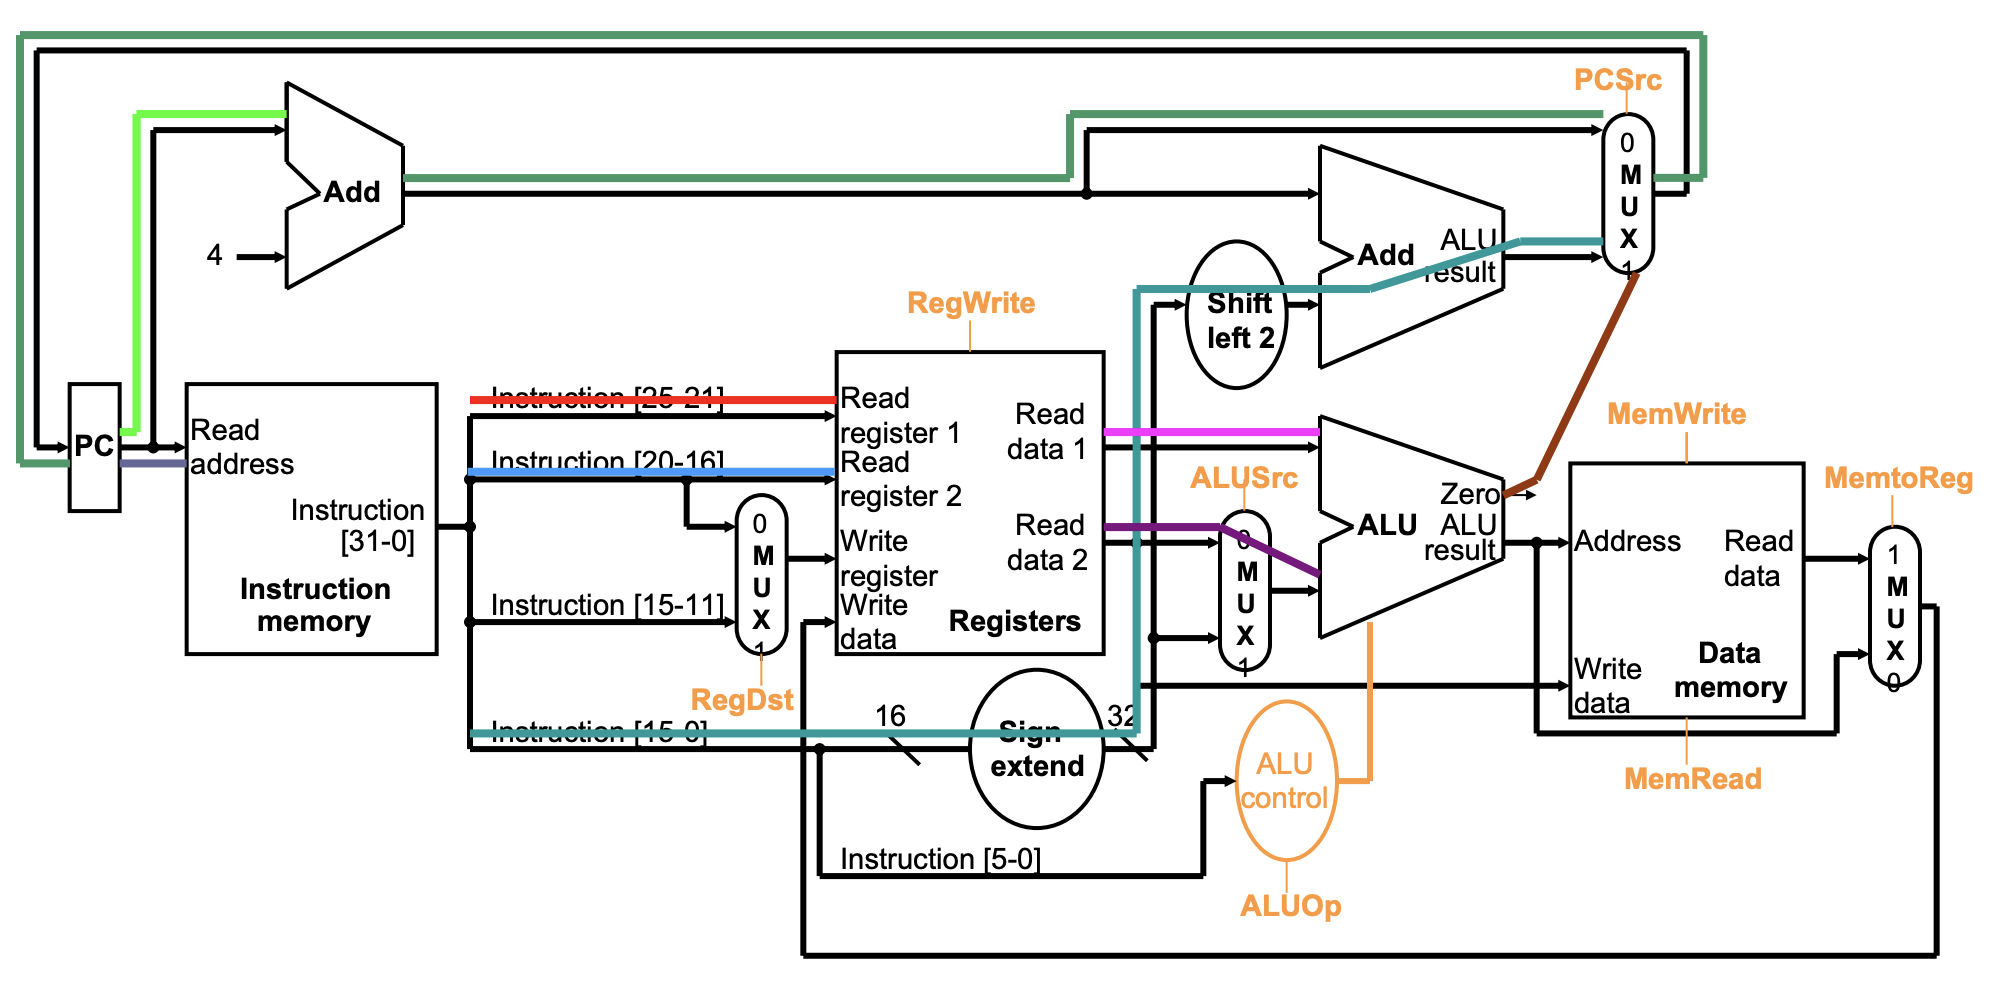 PCSrc
0
M
U
X
1
Add
4
Add
ALU
result
Shift
left 2
RegWrite
PC
Read
address
Instruction
[31-0]
Instruction
memory
Instruction [25-21]
Instruction [20-16]
Instruction [15-11]
Instruction [15-0]
0
M
U
X
1
RegDst
Read
register 1
Read
register 2
Write
register
Write
data
Read
data 1
Read
data 2
Registers
ALUSrc
0
M
U
X
1
Zero
ALU
ALU
result
MemWrite
Address
Read
data
Write
data
Data
memory
MemRead
MemtoReg
1
M
U
X
0
16
Sign
extend
32
ALU
control
Instruction [5-0]
ALUOp